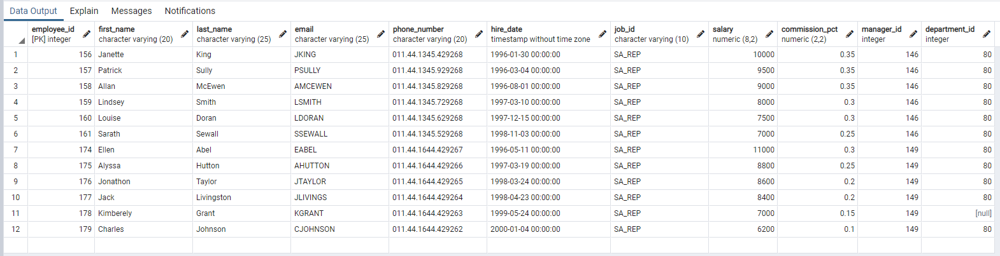 Data Output Explain Messages Notifications
employee_id first_name last_name email phone_number hire_date job_id salary commission_pct manager_id department_id
[PK] integer character varying (20) character varying (25) character varying (25) character varying (20) timestamp without time zone character varying (10) numeric (8,2) numeric (2,2) integer integer
1 156 Janette King JKING 011.44.1345.429268 1996-01-30 00:00:00 SA_REP 10000 0.35 146 80
2 157 Patrick Sully PSULLY 011.44.1345.929268 1996-03-04 00:00:00 SA_REP 9500 0.35 146 80
3 158 Allan McEwen AMCEWEN 011.44.1345.829268 1996-08-01 00:00:00 SA_REP 9000 0.35 146 80
4 159 Lindsey Smith LSMITH 011.44.1345.729268 1997-03-10 00:00:00 SA_REP 8000 0.3 146 80
5 160 Louise Doran LDORAN 011.44.1345.629268 1997-12-15 00:00:00 SA_REP 7500 0.3 146 80
6 161 Sarath Sewall SSEWALL 011.44.1345.529268 1998-11-03 00:00:00 SA_REP 7000 0.25 146 80
7 174 Ellen Abel EABEL 011.44.1644.429267 1996-05-11 00:00:00 SA_REP 11000 0.3 149 80
8 175 Alyssa Hutton AHUTTON 011.44.1644.429266 1997-03-19 00:00:00 SA_REP 8800 0.25 149 80
9 176 Jonathon Taylor JTAYLOR 011.44.1644.429265 1998-03-24 00:00:00 SA_REP 8600 0.2 149 80
10 177 Jack Livingston JLIVINGS 011.44.1644.429264 1998-04-23 00:00:00 SA_REP 8400 0.2 149 80
11 178 Kimberely Grant KGRANT 011.44.1644.429263 1999-05-24 00:00:00 SA_REP 7000 0.15 149 [null]
12 179 Charles Johnson CJOHNSON 011.44.1644.429262 2000-01-04 00:00:00 SA_REP 6200 0.1 149 80